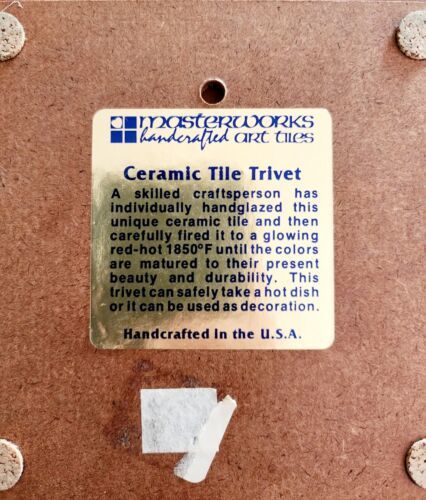 masterworks
handcrafted art tiles
Ceramic Tile Trivet
A skilled craftsperson has
individually handglazed this
unique ceramic tile and then
carefully fired it to a glowing
red-hot 1850°F until the colors
are matured to their present
beauty and durability. This
trivet can safely take a hot dish
or it can be used as decoration.
Handcrafted in the U.S.A.